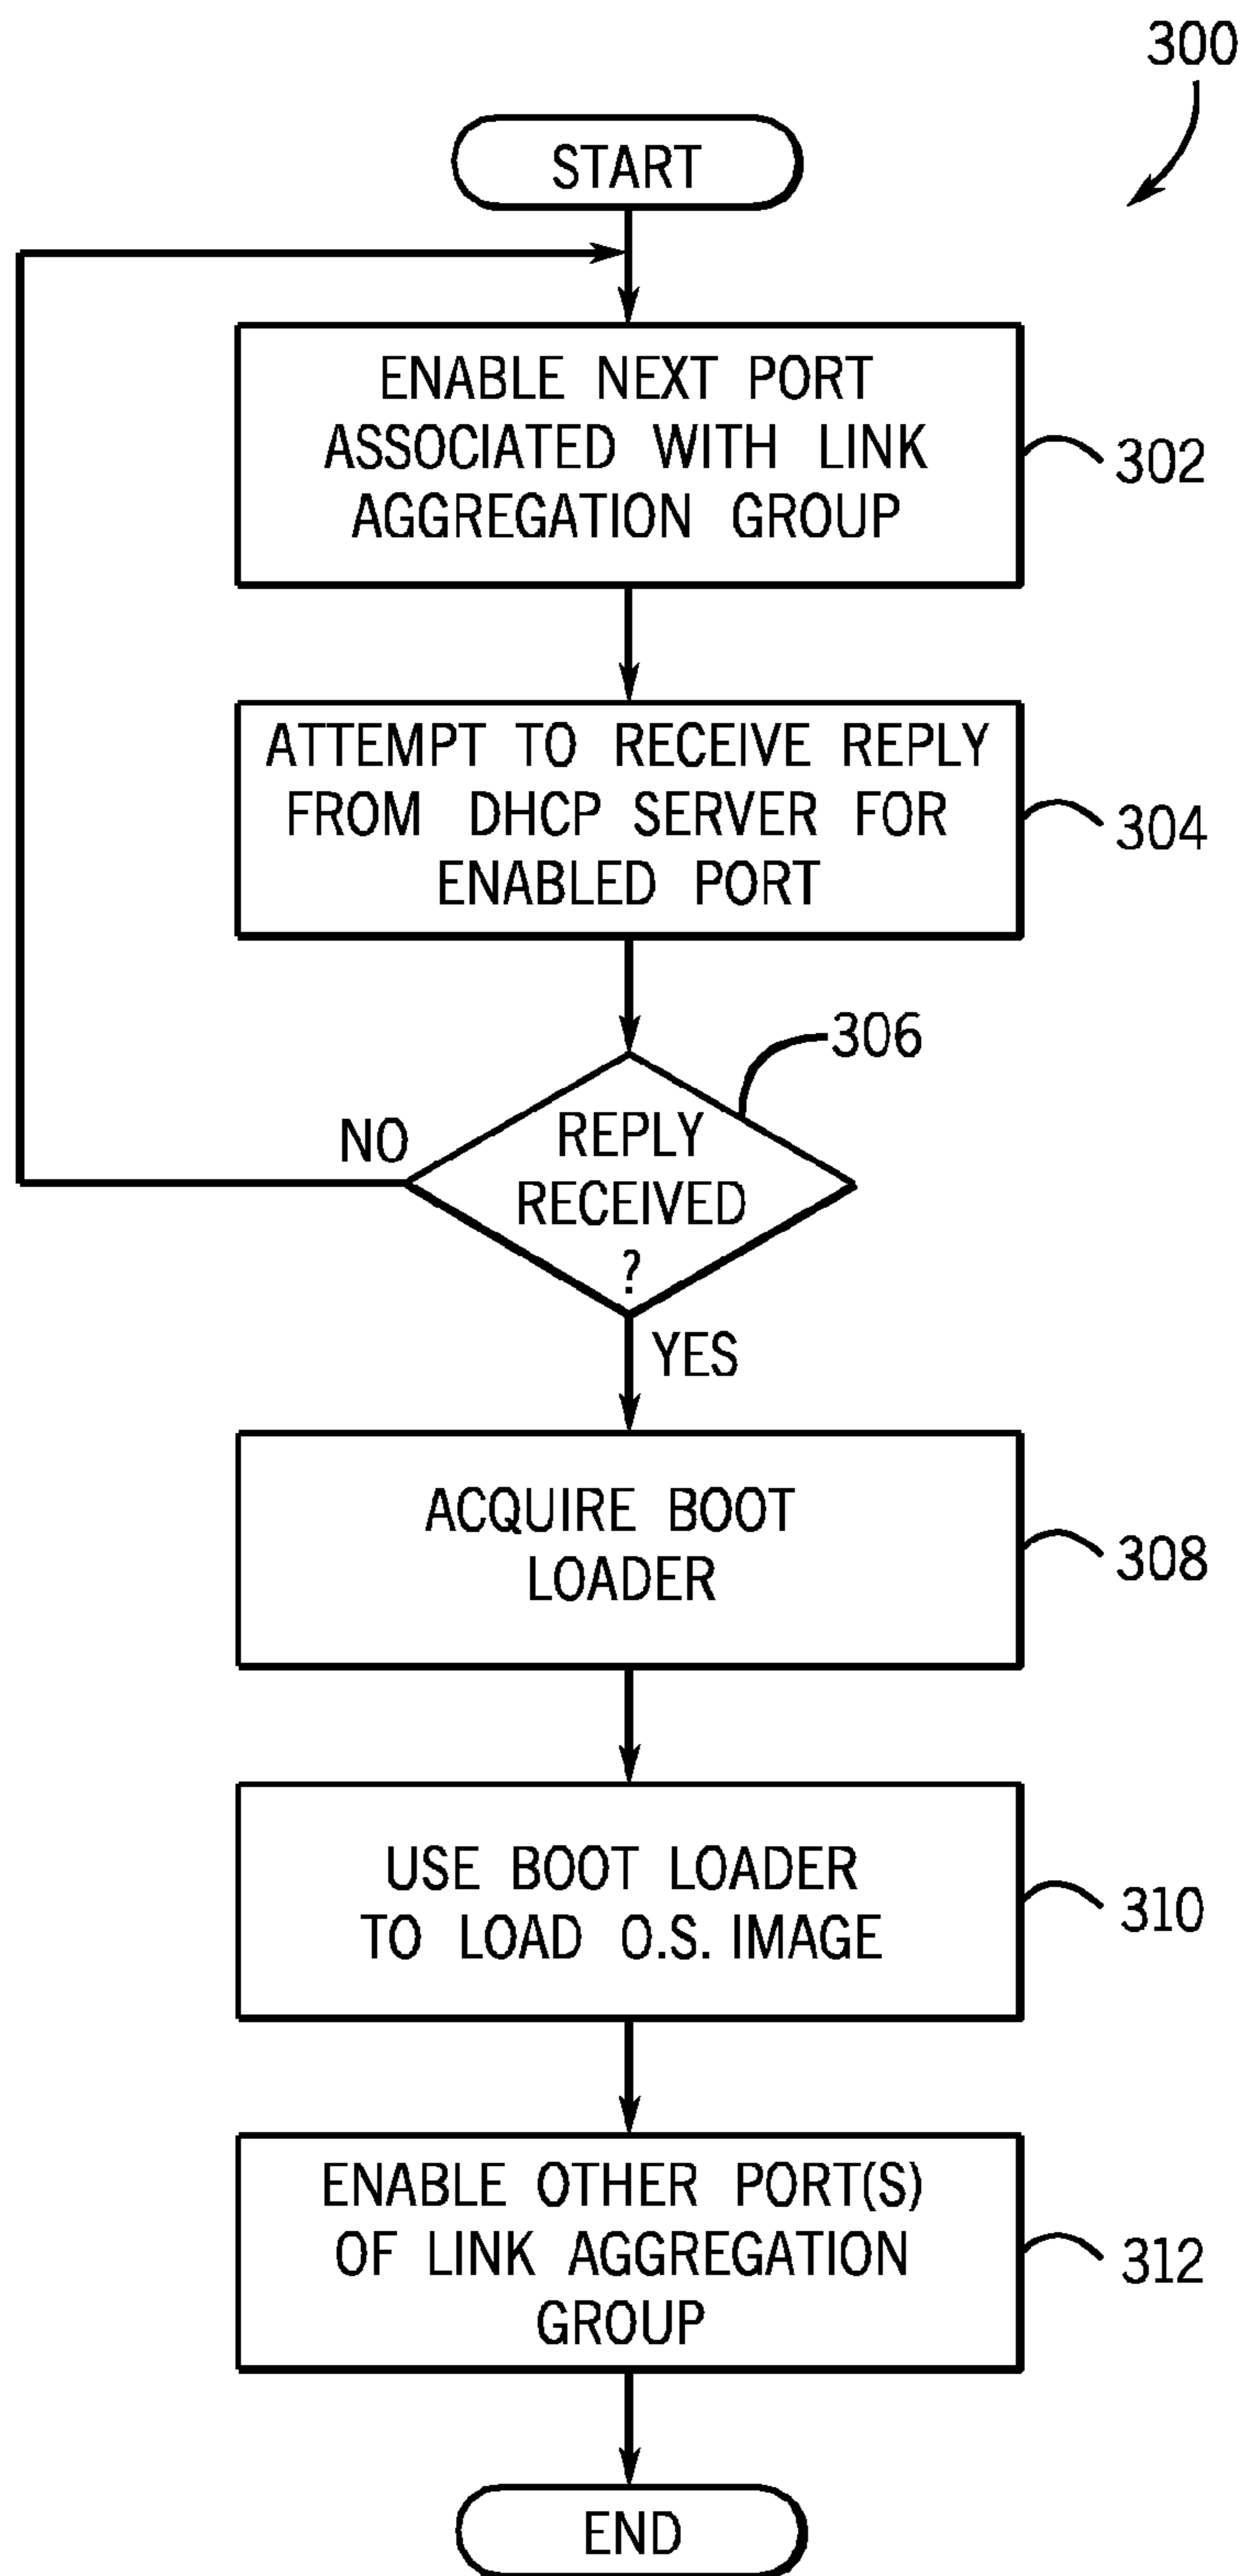 300
START
ENABLE NEXT PORT
ASSOCIATED WITH LINK
AGGREGATION GROUP
302
ATTEMPT TO RECEIVE REPLY
FROM DHCP SERVER FOR
ENABLED PORT
304
306
NO
REPLY
RECEIVED
?
YES
ACQUIRE BOOT
LOADER
308
USE BOOT LOADER
TO LOAD O.S. IMAGE
310
ENABLE OTHER PORT(S)
OF LINK AGGREGATION
GROUP
312
END